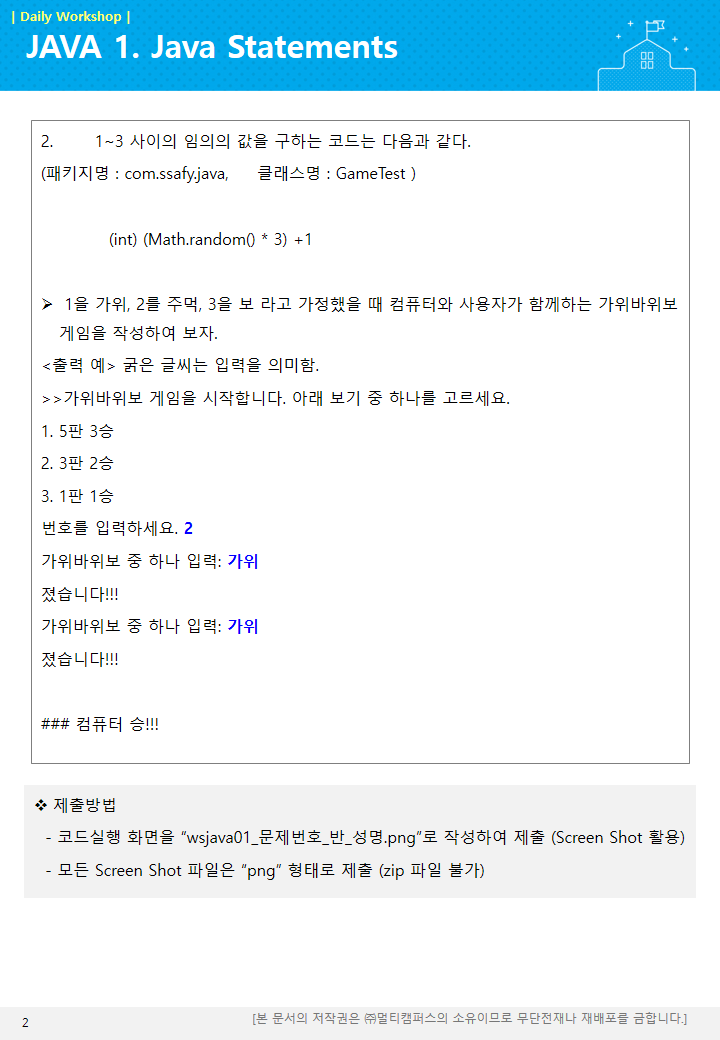 | Daily Workshop |
JAVA 1. Java Statements
2. 1~3 사이의 임의의 값을 구하는 코드는 다음과 같다.
(패키지명 : com.ssafy.java, 클래스명 : GameTest )
(int) (Math.random() * 3) +1
➢ 1을 가위, 2를 주먹, 3을 보 라고 가정했을 때 컴퓨터와 사용자가 함께하는 가위바위보
게임을 작성하여 보자.
<출력 예> 굵은 글씨는 입력을 의미함.
>>가위바위보 게임을 시작합니다. 아래 보기 중 하나를 고르세요.
1. 5판 3승
2. 3판 2승
3. 1판 1승
번호를 입력하세요. 2
가위바위보 중 하나 입력: 가위
졌습니다!!!
가위바위보 중 하나 입력: 가위
졌습니다!!!
### 컴퓨터 승!!!
❖ 제출방법
- 코드실행 화면을 “wsjava01_문제번호_반_성명.png”로 작성하여 제출 (Screen Shot 활용)
- 모든 Screen Shot 파일은 “png” 형태로 제출 (zip 파일 불가)
2
[본 문서의 저작권은 ㈜멀티캠퍼스의 소유이므로 무단전재나 재배포를 금합니다.]